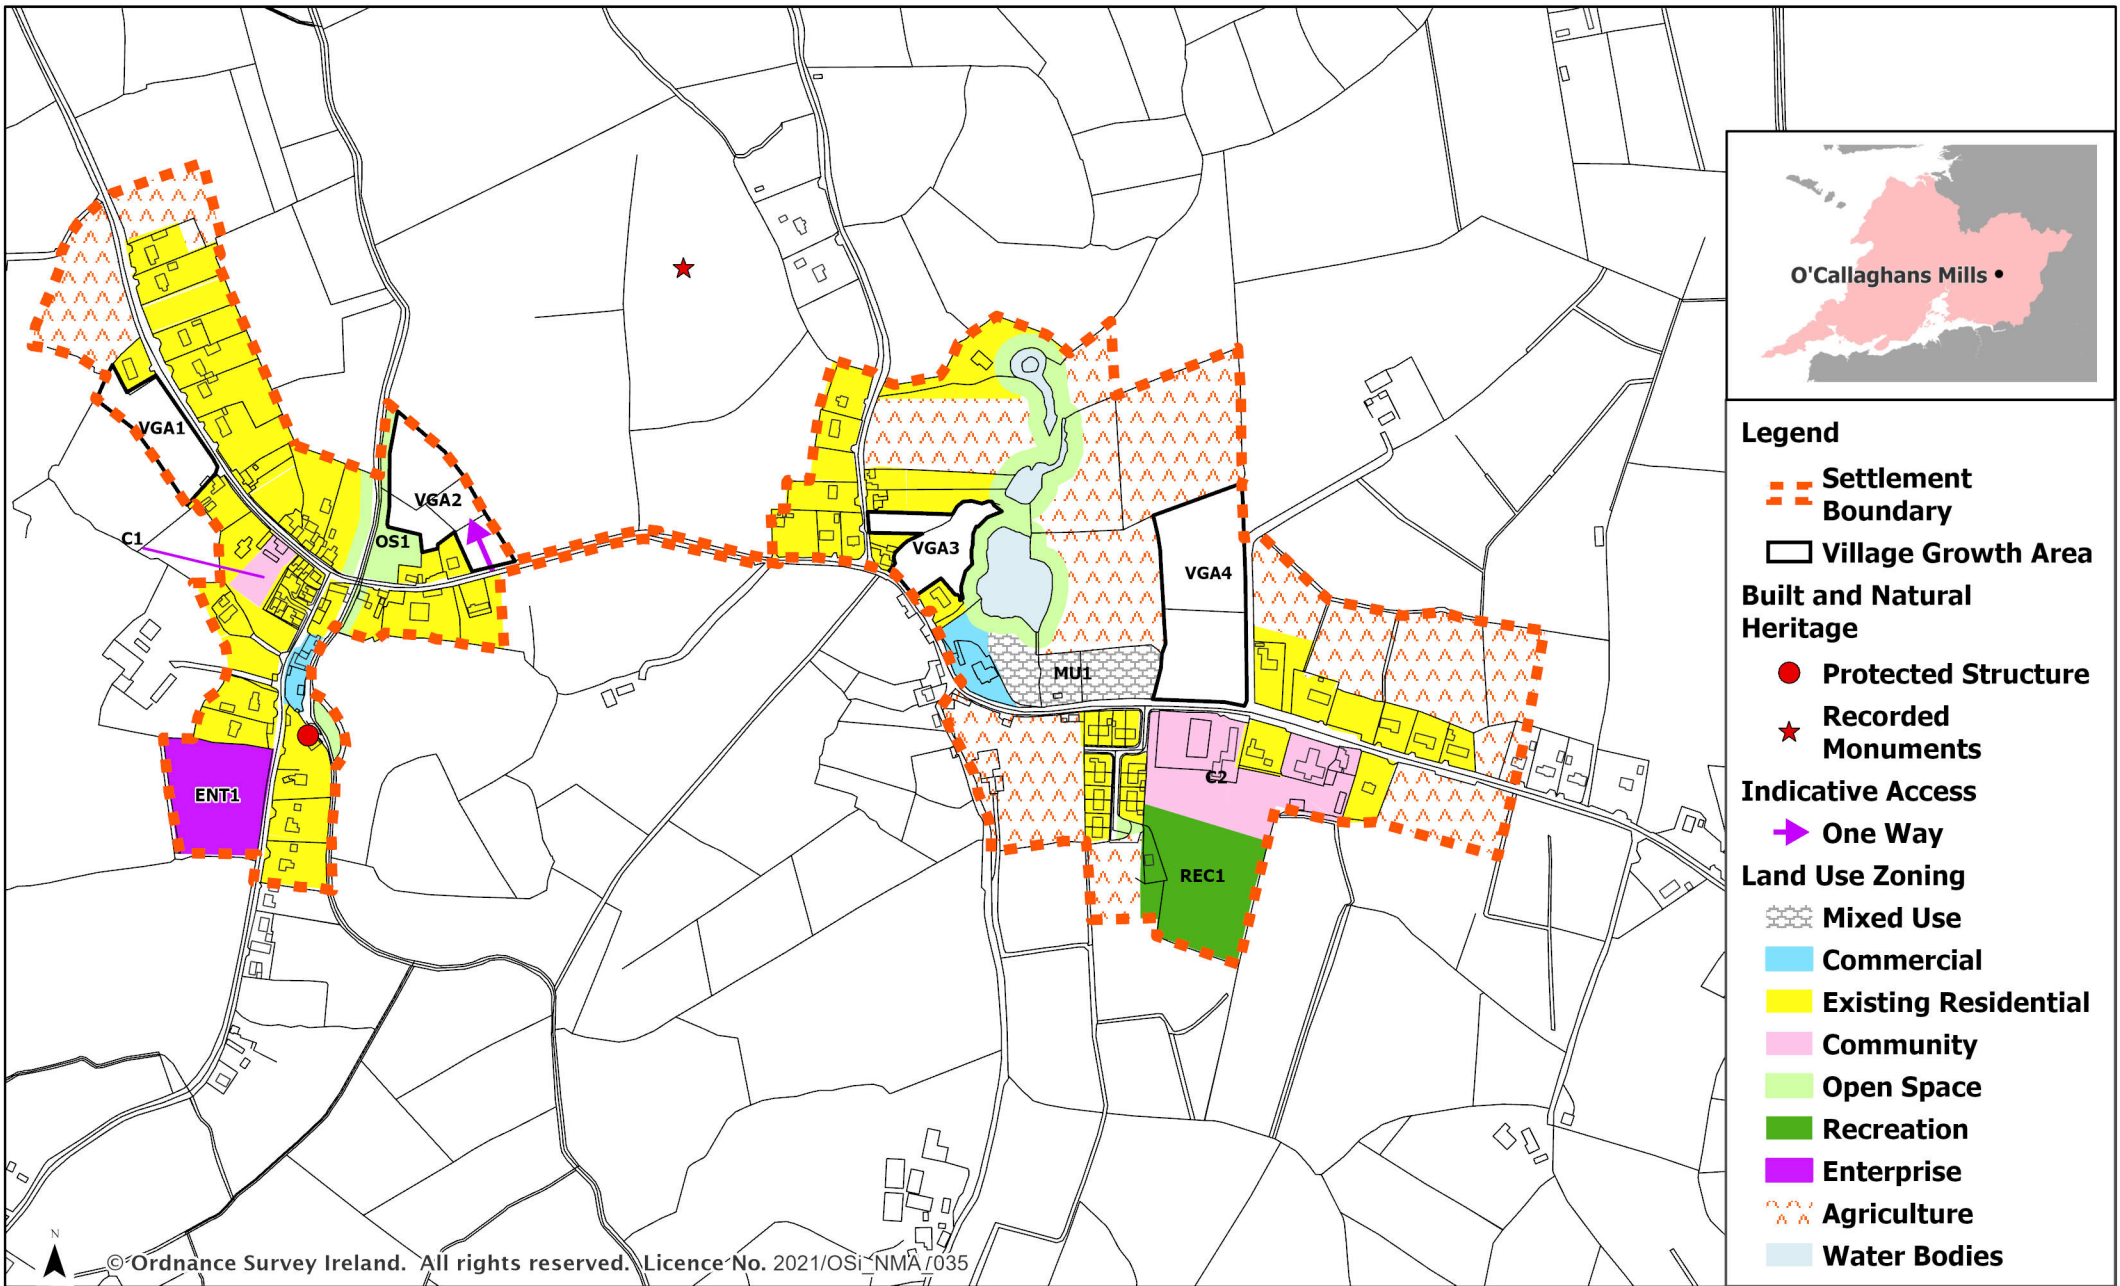 VGA1
VGA2
C1
OS1
VGA3
VGA4
MU1
ENT1
C2
REC1
O'Callaghans Mills
Legend
Settlement
Boundary
Village Growth Area
Built and Natural
Heritage
Protected Structure
Recorded
Monuments
Indicative Access
One Way
Land Use Zoning
Mixed Use
Commercial
Existing Residential
Community
Open Space
Recreation
Enterprise
Agriculture
Water Bodies
N
© Ordnance Survey Ireland. All rights reserved. Licence No. 2021/OSi_NMA_035